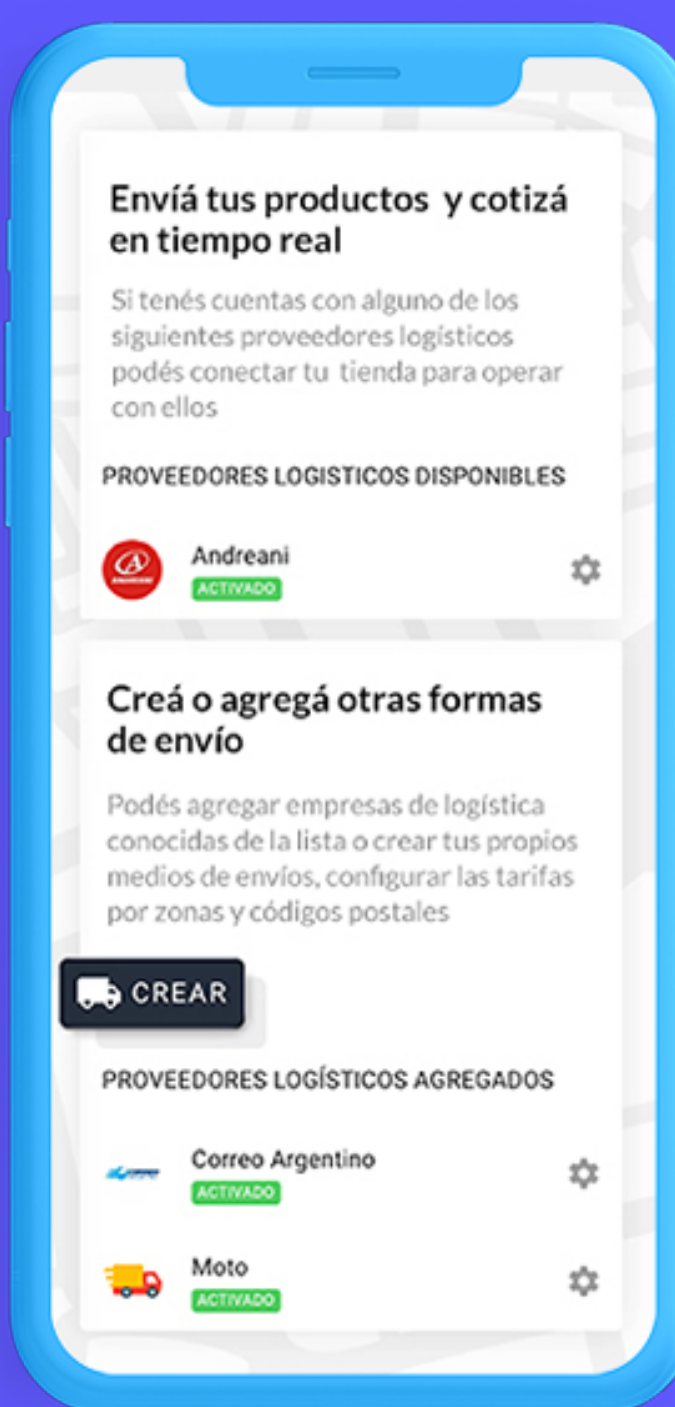 Envíá tus productos y cotizá
en tiempo real
Si tenés cuentas con alguno de los
siguientes proveedores logísticos
podés conectar tu tienda para operar
con ellos
PROVEEDORES LOGISTICOS DISPONIBLES
Andreani
ACTIVADO
Creá o agregá otras formas
de envío
Podés agregar empresas de logística
conocidas de la lista o crear tus propios
medios de envíos, configurar las tarifas
por zonas y códigos postales
CREAR
PROVEEDORES LOGÍSTICOS AGREGADOS
Correo Argentino
ACTIVADO
Moto
ACTIVADO